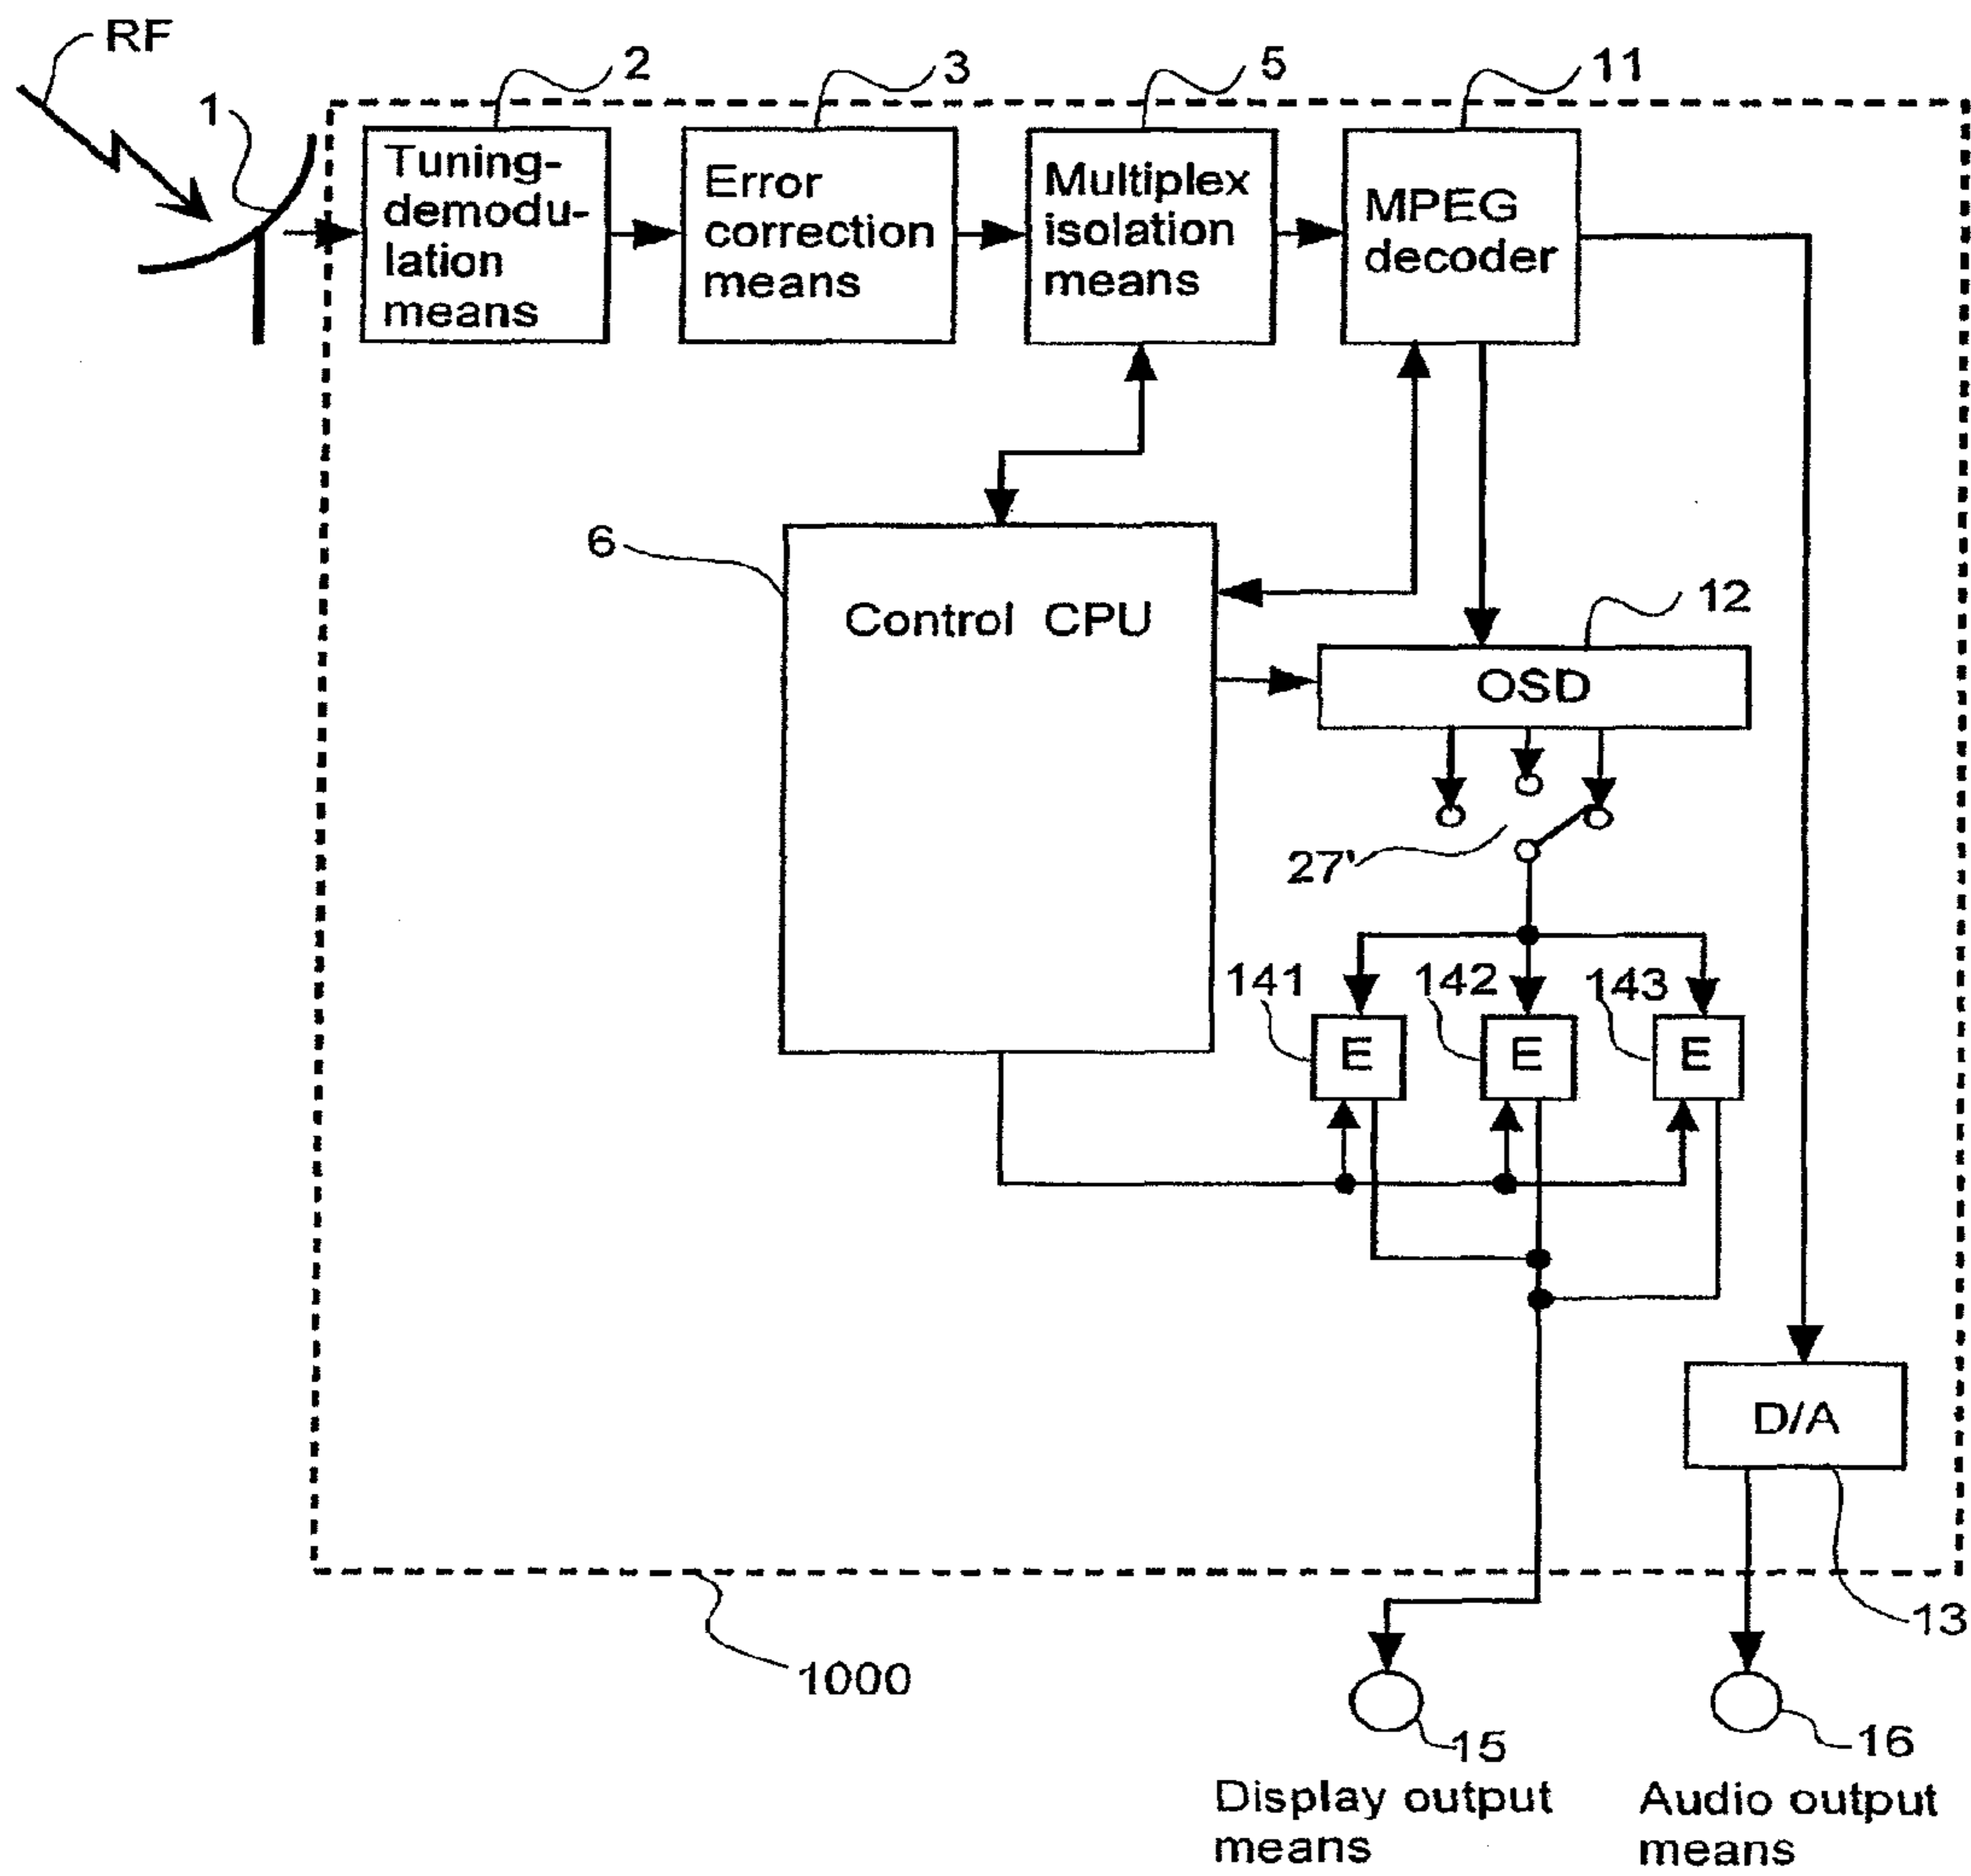 RF
1
2
3
5
11
Tuning-
demodu-
lation
means
Error
correction
means
Multiplex
isolation
means
MPEG
decoder
6
Control CPU
12
OSD
27'
141
142
143
E
E
E
D/A
13
1000
15
16
Display output
means
Audio output
means